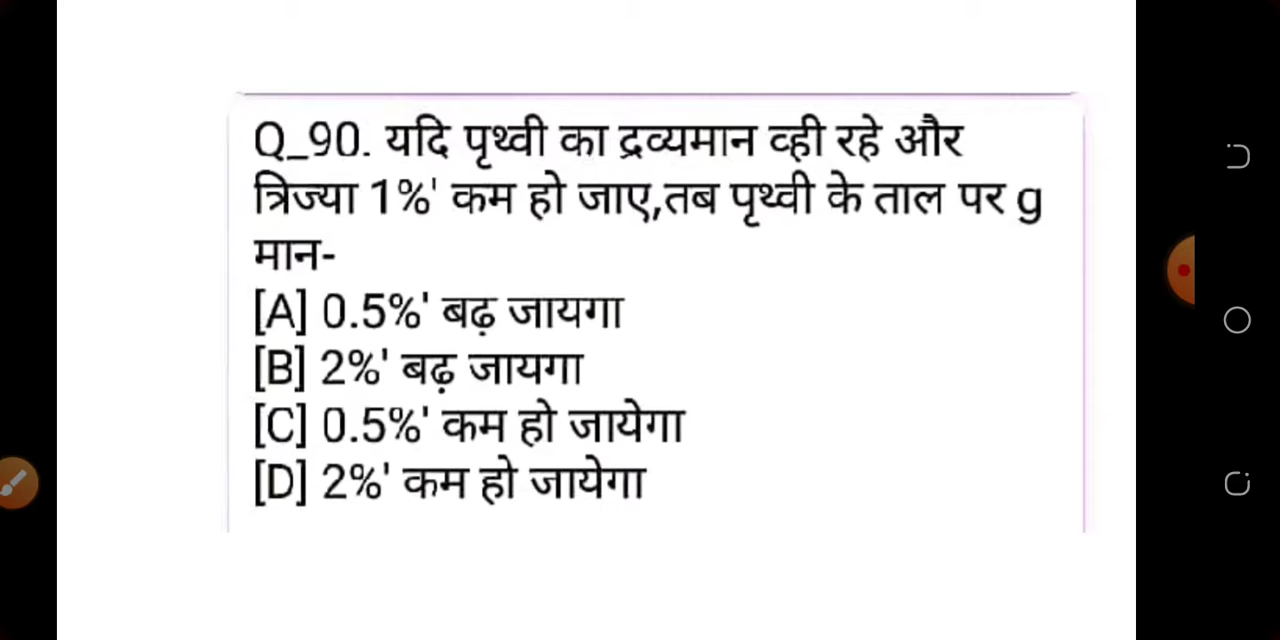 Q_90. यदि पृथ्वी का द्रव्यमान व्ही रहे और
त्रिज्या 1%' कम हो जाए,तब पृथ्वी के ताल पर g
मान-
[A] 0.5%' बढ़ जायगा
[B] 2%' बढ़ जायगा
[C] 0.5%' कम हो जायेगा
[D] 2%' कम हो जायेगा